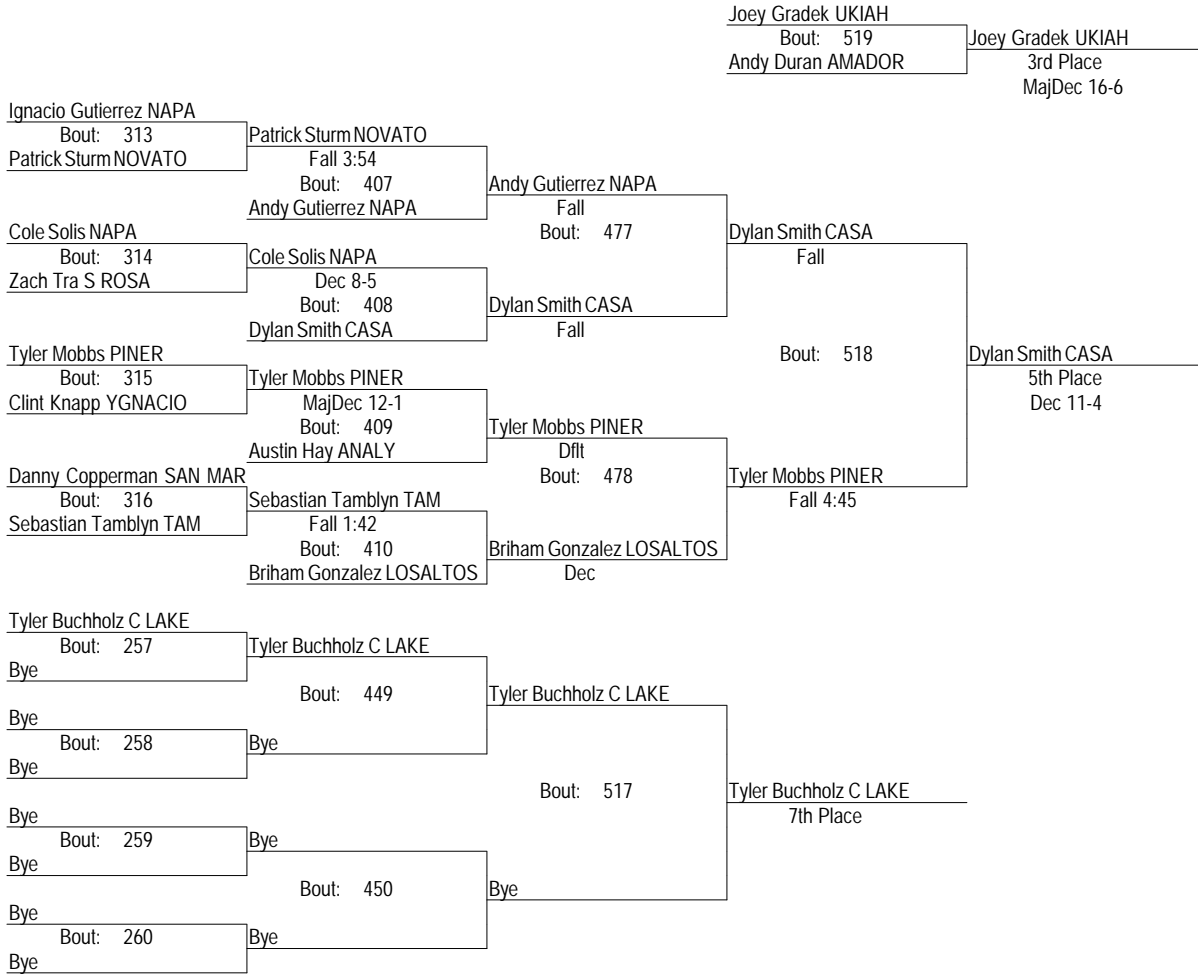 Joey Gradek UKIAH
Bout: 519
Joey Gradek UKIAH
Andy Duran AMADOR
3rd Place
MajDec 16-6
Ignacio Gutierrez NAPA
Bout: 313
Patrick Sturm NOVATO
Patrick Sturm NOVATO
Fall 3:54
Bout: 407
Andy Gutierrez NAPA
Andy Gutierrez NAPA
Fall
Bout: 477
Cole Solis NAPA
Bout: 314
Zach Tra S ROSA
Cole Solis NAPA
Dec 8-5
Bout: 408
Dylan Smith CASA
Dylan Smith CASA
Fall
Dylan Smith CASA
Fall
Bout: 518
Dylan Smith CASA
5th Place
Dec 11-4
Tyler Mobbs PINER
Bout: 315
Clint Knapp YGNACIO
Tyler Mobbs PINER
MajDec 12-1
Bout: 409
Austin Hay ANALY
Tyler Mobbs PINER
Dflt
Bout: 478
Danny Copperman SAN MAR
Bout: 316
Sebastian Tamblyn TAM
Sebastian Tamblyn TAM
Fall 1:42
Bout: 410
Briham Gonzalez LOSALTOS
Briham Gonzalez LOSALTOS
Dec
Tyler Mobbs PINER
Fall 4:45
Tyler Buchholz C LAKE
Bout: 257
Bye
Tyler Buchholz C LAKE
Bout: 449
Tyler Buchholz C LAKE
Bye
Bout: 258
Bye
Bye
Bout: 517
Tyler Buchholz C LAKE
7th Place
Bye
Bout: 259
Bye
Bye
Bout: 450
Bye
Bye
Bout: 260
Bye
Bye